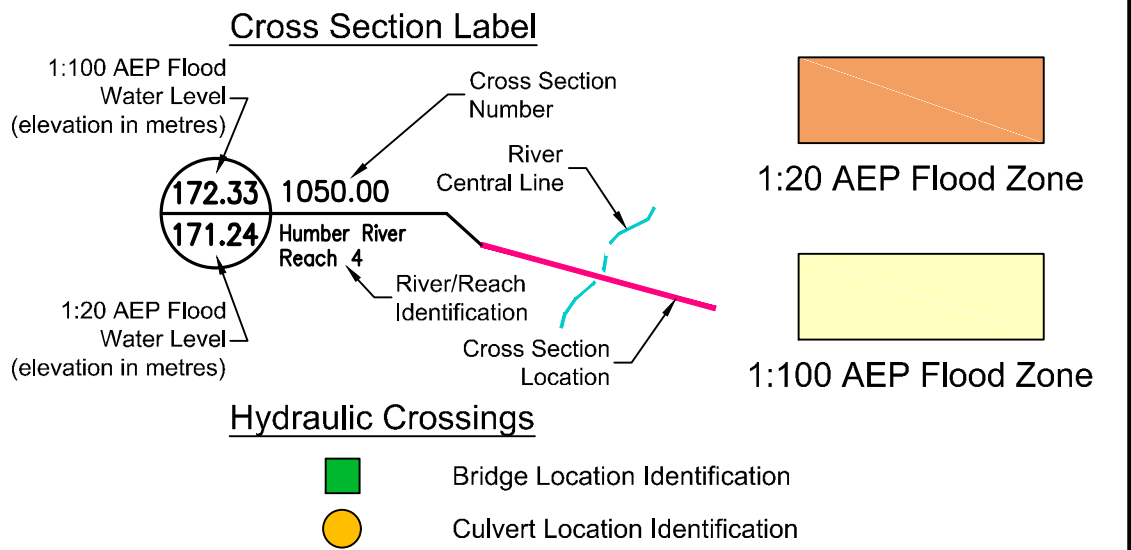 Cross Section Label
1:100 AEP Flood
Water Level
(elevation in metres)
Cross Section
Number
River
Central Line
172.33
1050.00
171.24
Humber River
Reach 4
River/Reach
Identification
1:20 AEP Flood
Water Level
(elevation in metres)
Cross Section
Location
1:20 AEP Flood Zone
1:100 AEP Flood Zone
Hydraulic Crossings
Bridge Location Identification
Culvert Location Identification